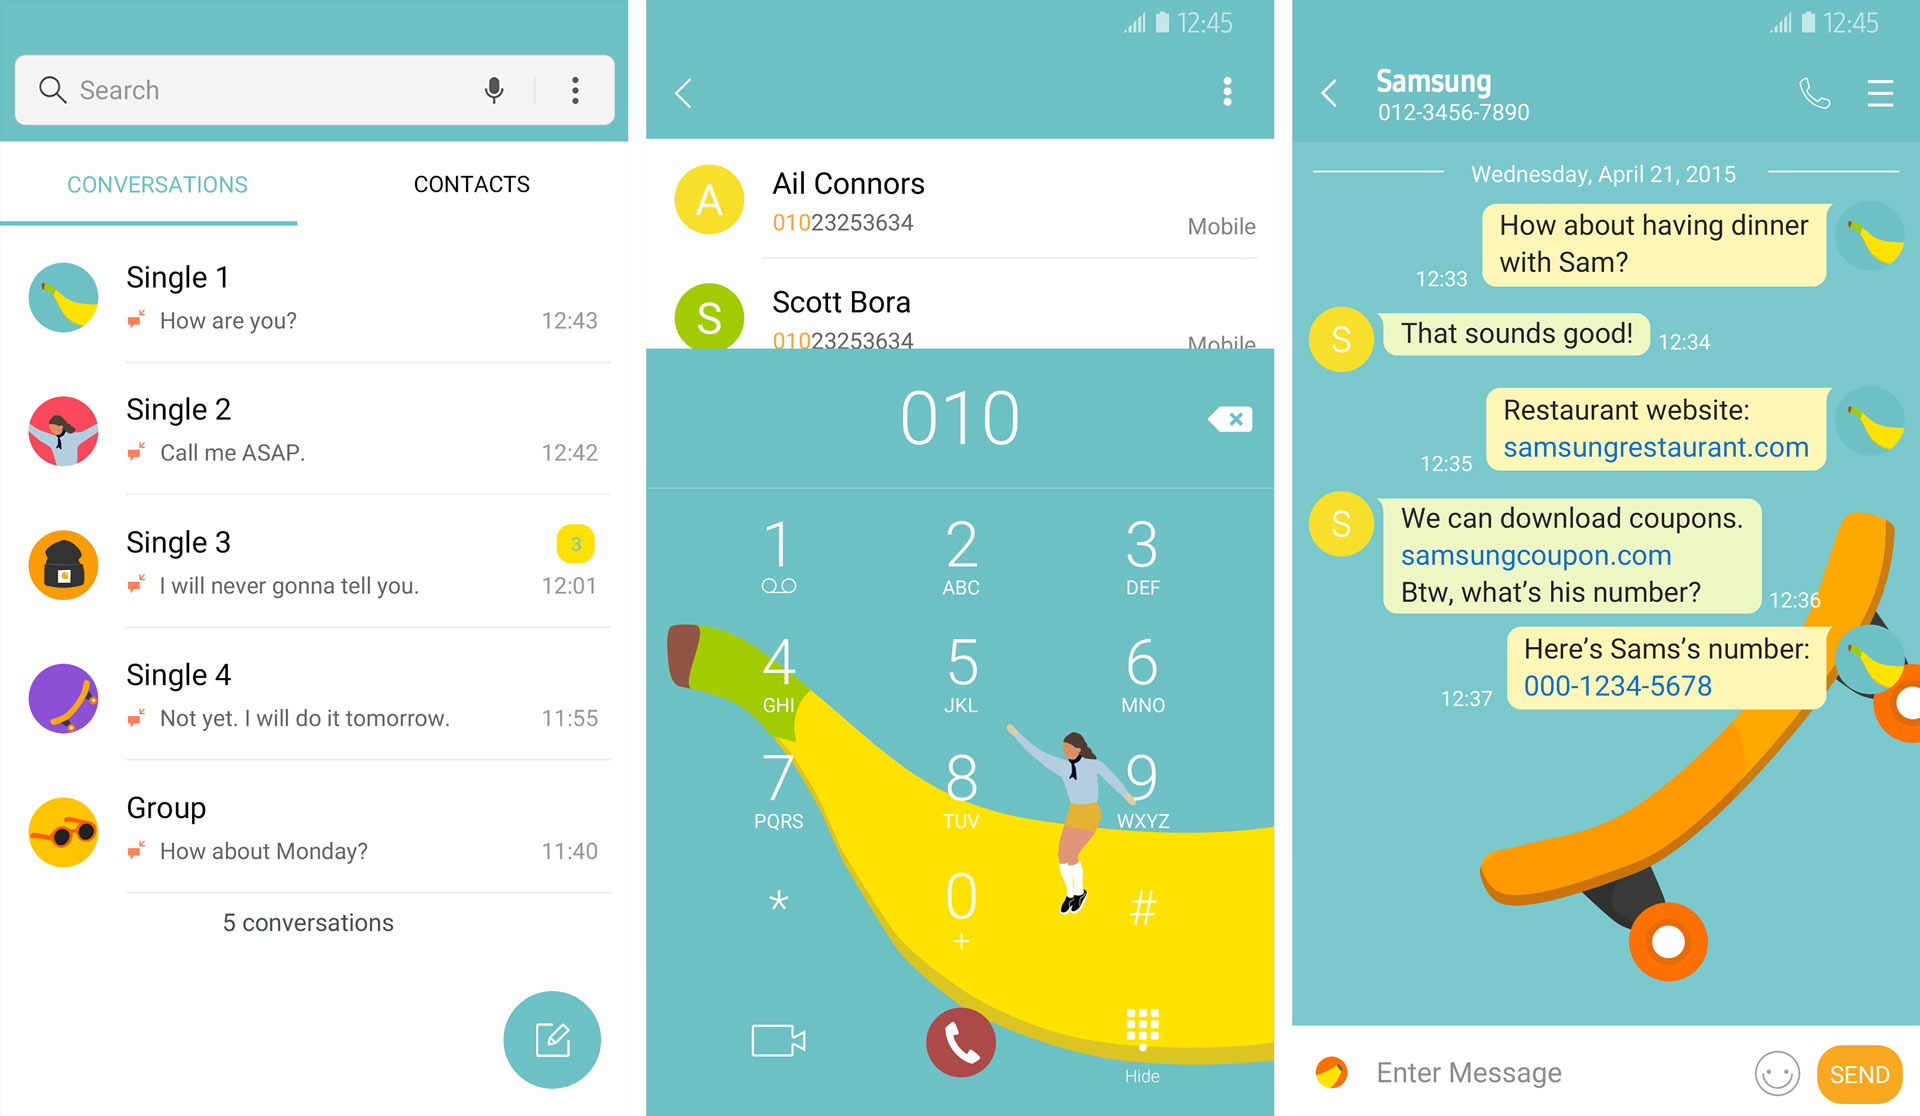 Search
CONVERSATIONS
CONTACTS
Single 1
How are you?
12:43
Single 2
Call me ASAP.
12:42
Single 3
3
I will never gonna tell you.
12:01
Single 4
Not yet. I will do it tomorrow.
11:55
Group
How about Monday?
11:40
5 conversations
12:45
A
Ail Connors
01023253634
Mobile
S
Scott Bora
01023253634
Mobile
010
1
2
ABC
3
DEF
4
GHI
5
JKL
6
MNO
7
PQRS
8
TUV
9
WXYZ
*
0
+
#
Hide
12:45
Samsung
012-3456-7890
Wednesday, April 21, 2015
How about having dinner
with Sam?
12:33
S
That sounds good!
12:34
Restaurant website:
samsungrestaurant.com
12:35
S
We can download coupons.
samsungcoupon.com
Btw, what’s his number?
12:36
Here’s Sams’s number:
000-1234-5678
12:37
Enter Message
SEND